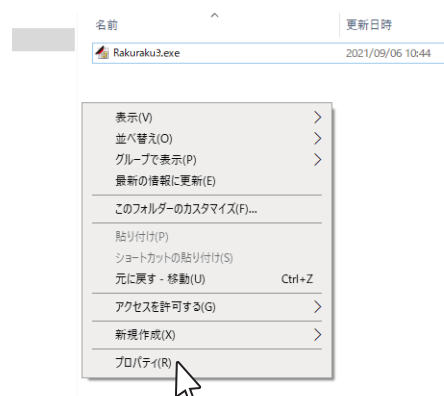 名前 更新日時
Rakuraku3.exe 2021/09/06 10:44
表示(V)
並べ替え(O)
グループで表示(P)
最新の情報に更新(E)
このフォルダーのカスタマイズ(F)...
貼り付け(P)
ショートカットの貼り付け(S)
元に戻す - 移動(U) Ctrl+Z
アクセスを許可する(G)
新規作成(X)
プロパティ(R)